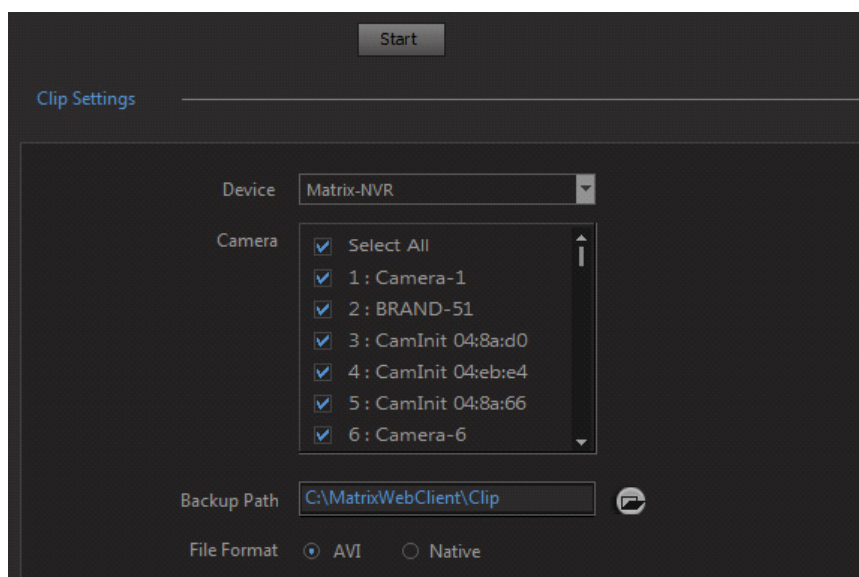 Start
Clip Settings
Device Matrix-NVR
Camera
Select All
1 : Camera-1
2 : BRAND-51
3 : CamInit 04:8a:d0
4 : CamInit 04:eb:e4
5 : CamInit 04:8a:66
6 : Camera-6
Backup Path C:\MatrixWebClient\Clip
File Format AVI Native